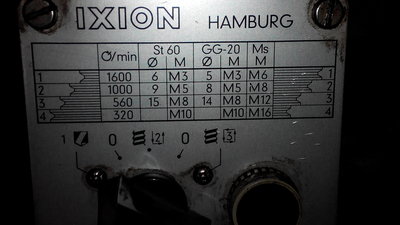 IXION HAMBURG
↻/min St 60 GG-20 Ms
Ø M Ø M M
1 1600 6 M3 5 M3 M6 1
2 1000 9 M5 8 M5 M8 2
3 560 15 M8 14 M8 M12 3
4 320 M10 M10 M16 4
1 0 2 0 3